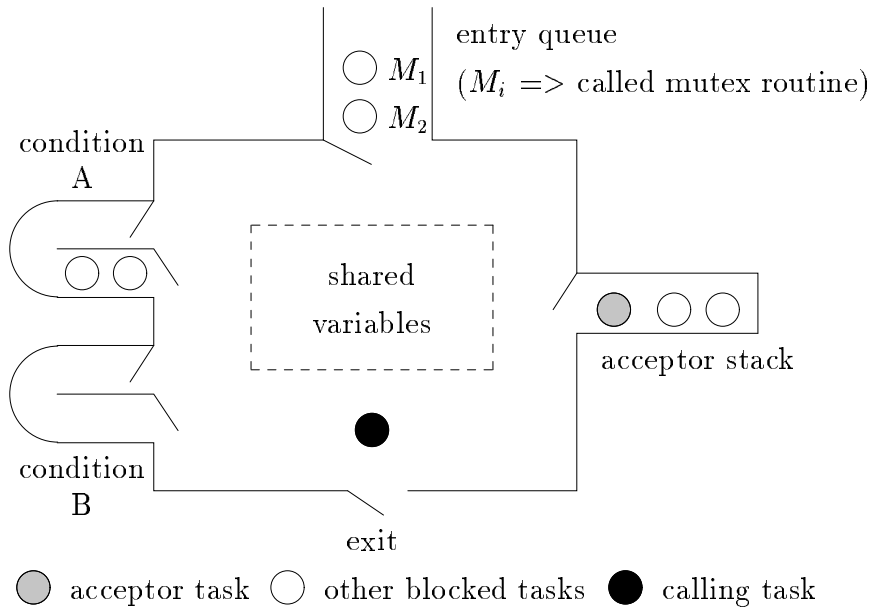 entry queue
M1
(Mi => called mutex routine)
M2
condition
A
shared
variables
acceptor stack
condition
B
exit
acceptor task
other blocked tasks
calling task